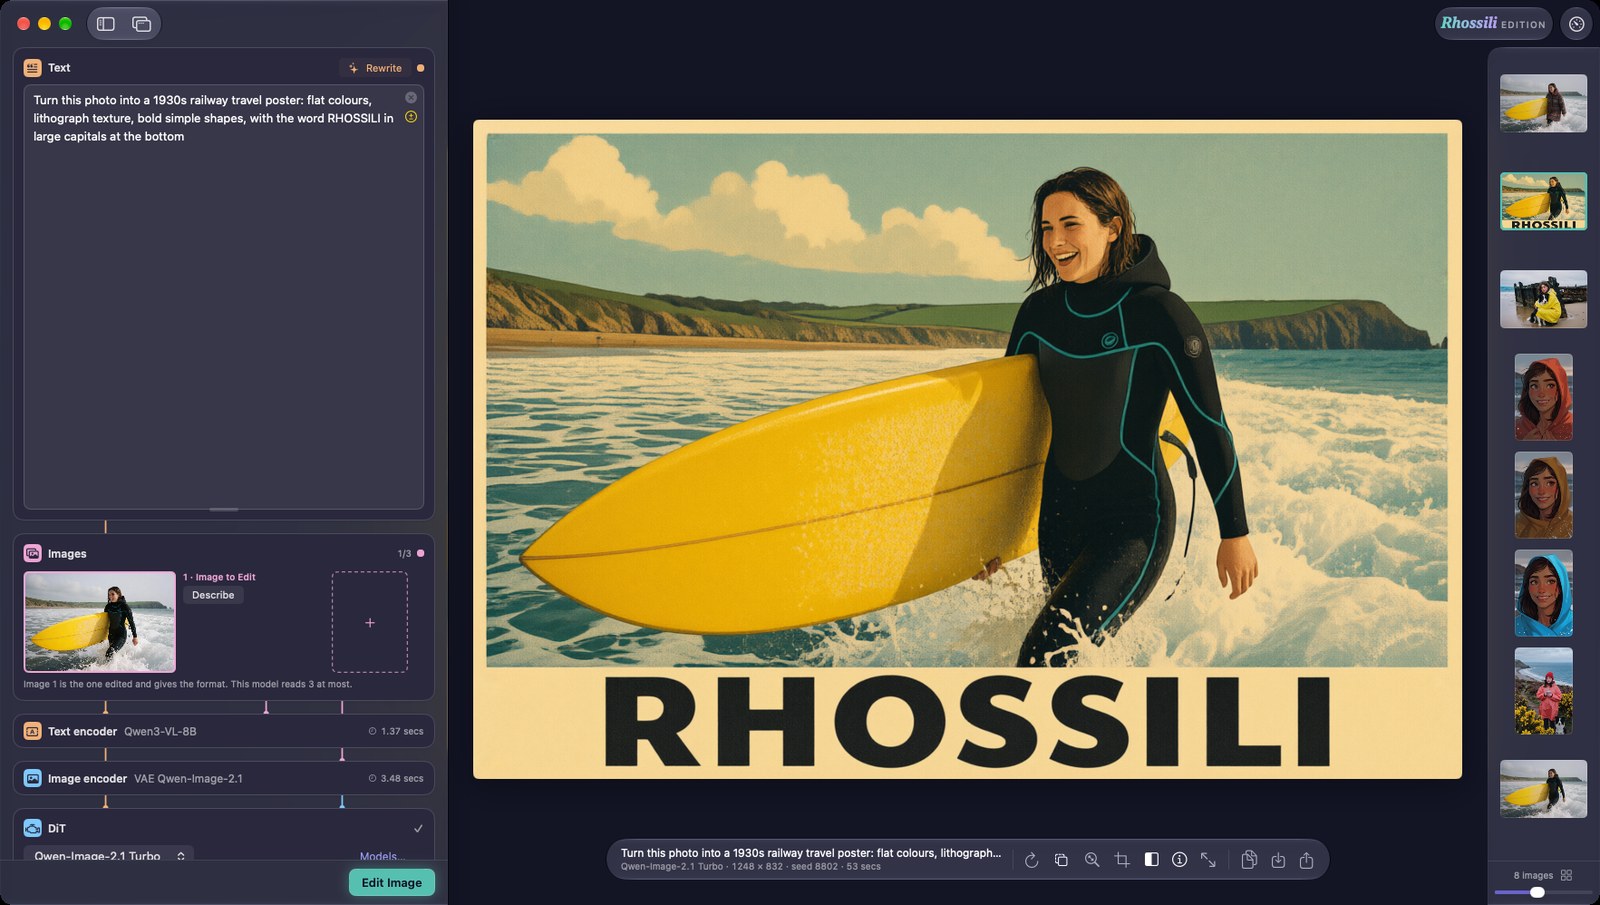 Rhossili EDITION
Text
Rewrite
Turn this photo into a 1930s railway travel poster: flat colours,
lithograph texture, bold simple shapes, with the word RHOSSILI in
large capitals at the bottom
Images
1/3
1 · Image to Edit
Describe
Image 1 is the one edited and gives the format. This model reads 3 at most.
Text encoder Qwen3-VL-8B
1.37 secs
Image encoder VAE Qwen-Image-2.1
3.48 secs
DiT
Qwen-Image-2.1 Turbo
Models...
Edit Image
RHOSSILI
Turn this photo into a 1930s railway travel poster: flat colours, lithograph...
Qwen-Image-2.1 Turbo · 1248 × 832 · seed 8802 · 53 secs
RHOSSILI
8 images